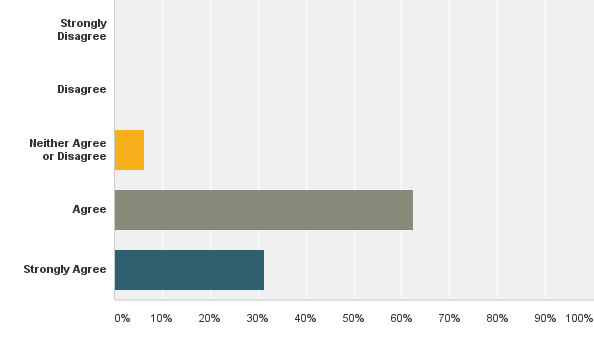 Strongly
Disagree
Disagree
Neither Agree
or Disagree
Agree
Strongly Agree
0% 10% 20% 30% 40% 50% 60% 70% 80% 90% 100%